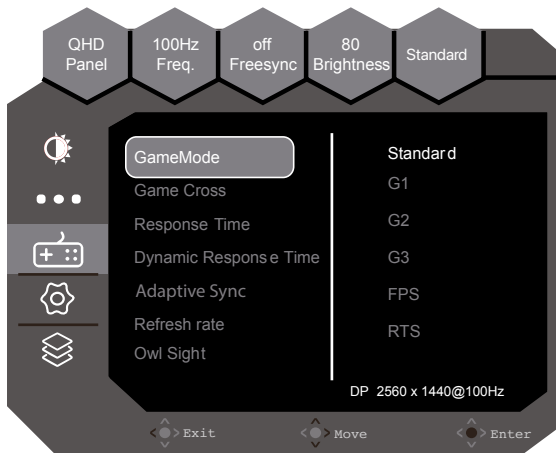 QHD
Panel
100Hz
Freq.
off
Freesync
80
Brightness
Standard
GameMode
Game Cross
Response Time
Dynamic Response Time
Adaptive Sync
Refresh rate
Owl Sight
Standard
G1
G2
G3
FPS
RTS
DP 2560 x 1440@100Hz
Exit
Move
Enter